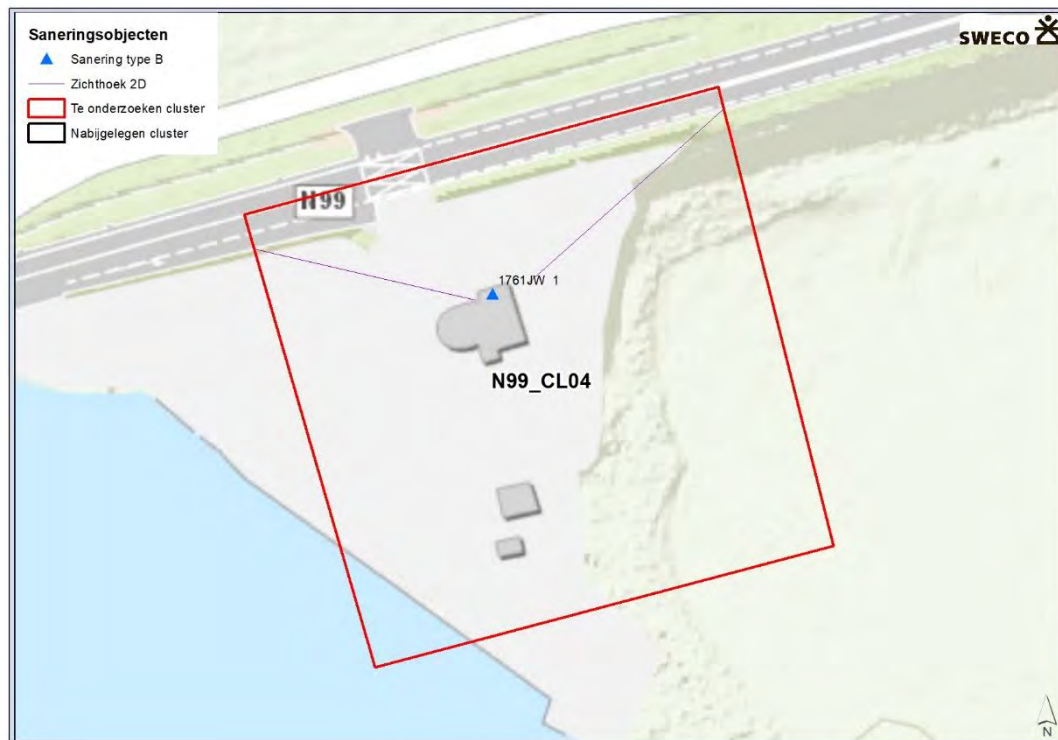 Saneringsobjecten
Sanering type B
Zichthoek 2D
Te onderzoeken cluster
Nabijgelegen cluster
SWECO
N99
1761JW 1
N99_CL04
N